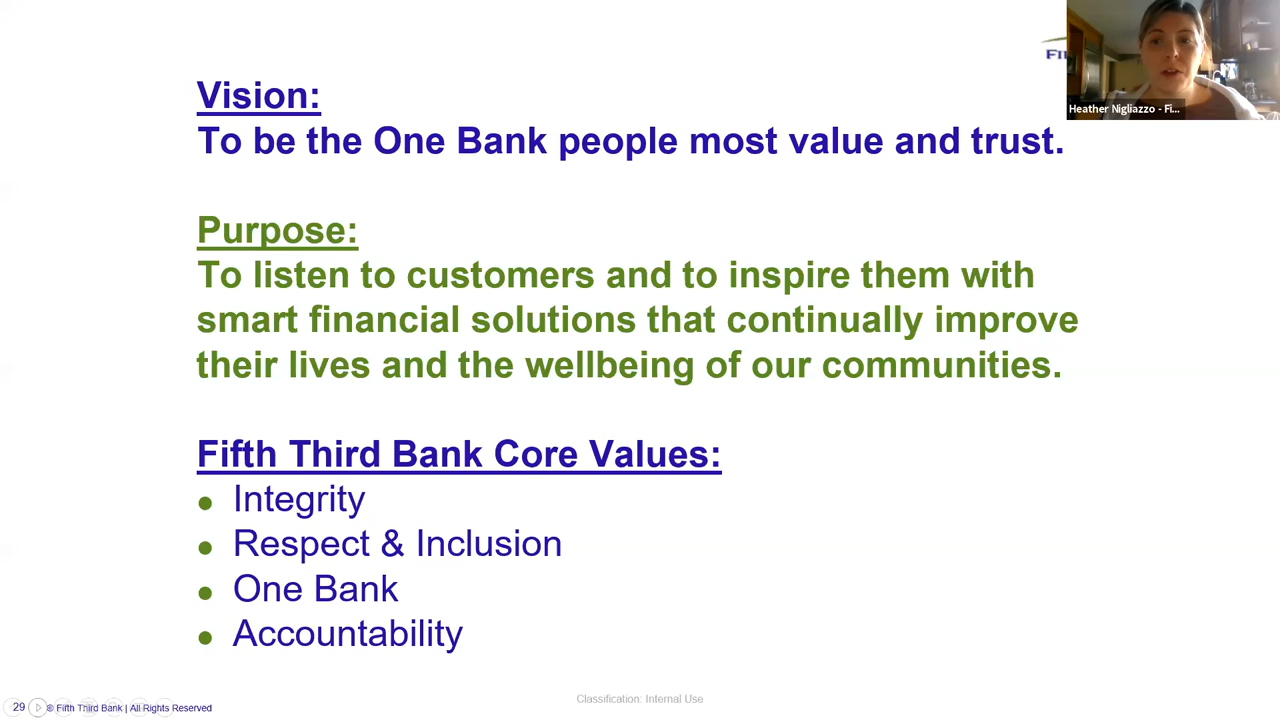 Vision:
To be the One Bank people most value and trust.
Purpose:
To listen to customers and to inspire them with
smart financial solutions that continually improve
their lives and the wellbeing of our communities.
Fifth Third Bank Core Values:
Integrity
Respect & Inclusion
One Bank
Accountability
Heather Nigliazzo - Fi...
29
® Fifth Third Bank | All Rights Reserved
Classification: Internal Use